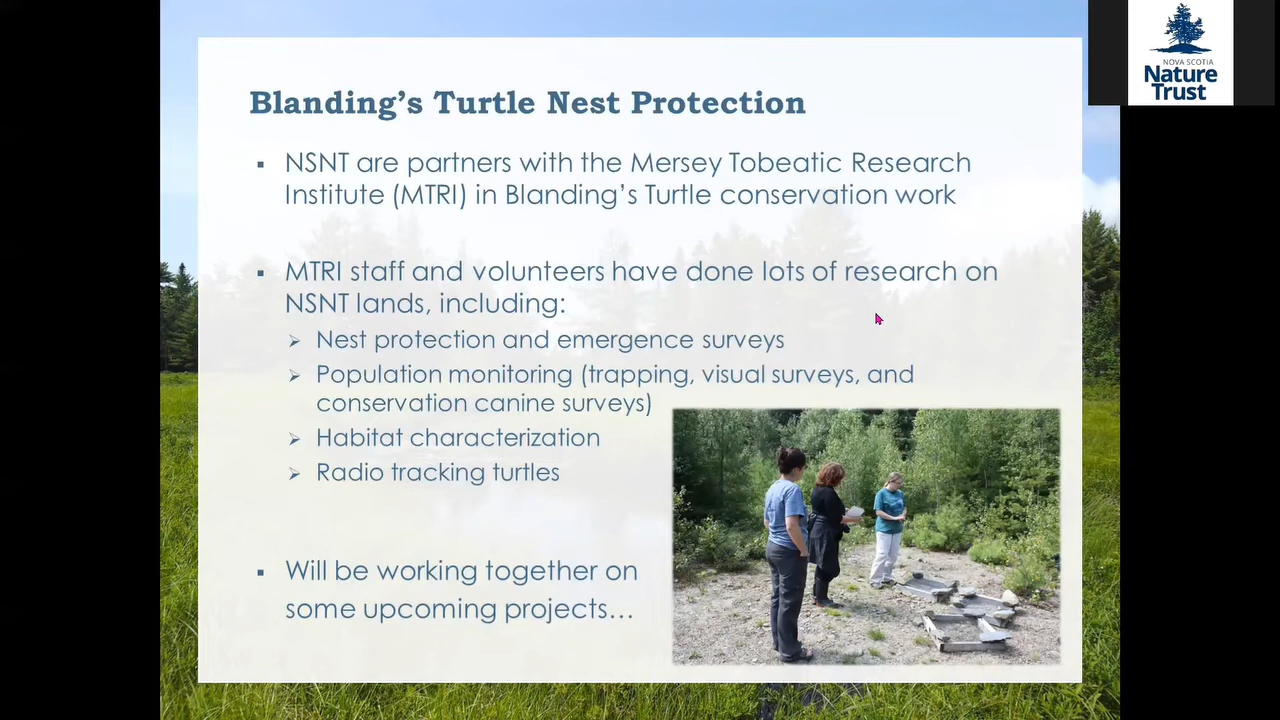 NOVA SCOTIA
Nature
Trust
Blanding’s Turtle Nest Protection
▪ NSNT are partners with the Mersey Tobeatic Research
Institute (MTRI) in Blanding’s Turtle conservation work
▪ MTRI staff and volunteers have done lots of research on
NSNT lands, including:
➢ Nest protection and emergence surveys
➢ Population monitoring (trapping, visual surveys, and
conservation canine surveys)
➢ Habitat characterization
➢ Radio tracking turtles
▪ Will be working together on
some upcoming projects…